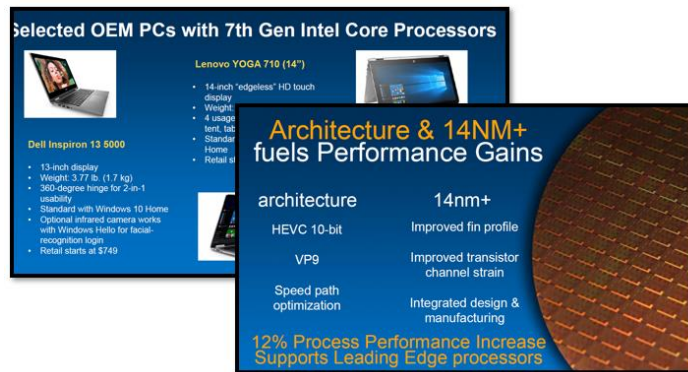 Selected OEM PCs with 7th Gen Intel Core Processors
Lenovo YOGA 710 (14")
• 14-inch "edgeless" HD touch
display
• Weight:
• 4 usage
tent,
•
Home
• Retail
Dell Inspiron 13 5000
• 13-inch display
• Weight: 3.77 lb. (1.7 kg)
• 360-degree hinge for 2-in-1
usability
• Standard with Windows 10 Home
• Optional infrared camera works
with Windows Hello for facial-
recognition login
• Retail starts at $749
Architecture & 14NM+
fuels Performance Gains
architecture
HEVC 10-bit
VP9
Speed path
optimization
14nm+
Improved fin profile
Improved transistor
channel strain
Integrated design &
manufacturing
12% Process Performance Increase
Supports Leading Edge processors